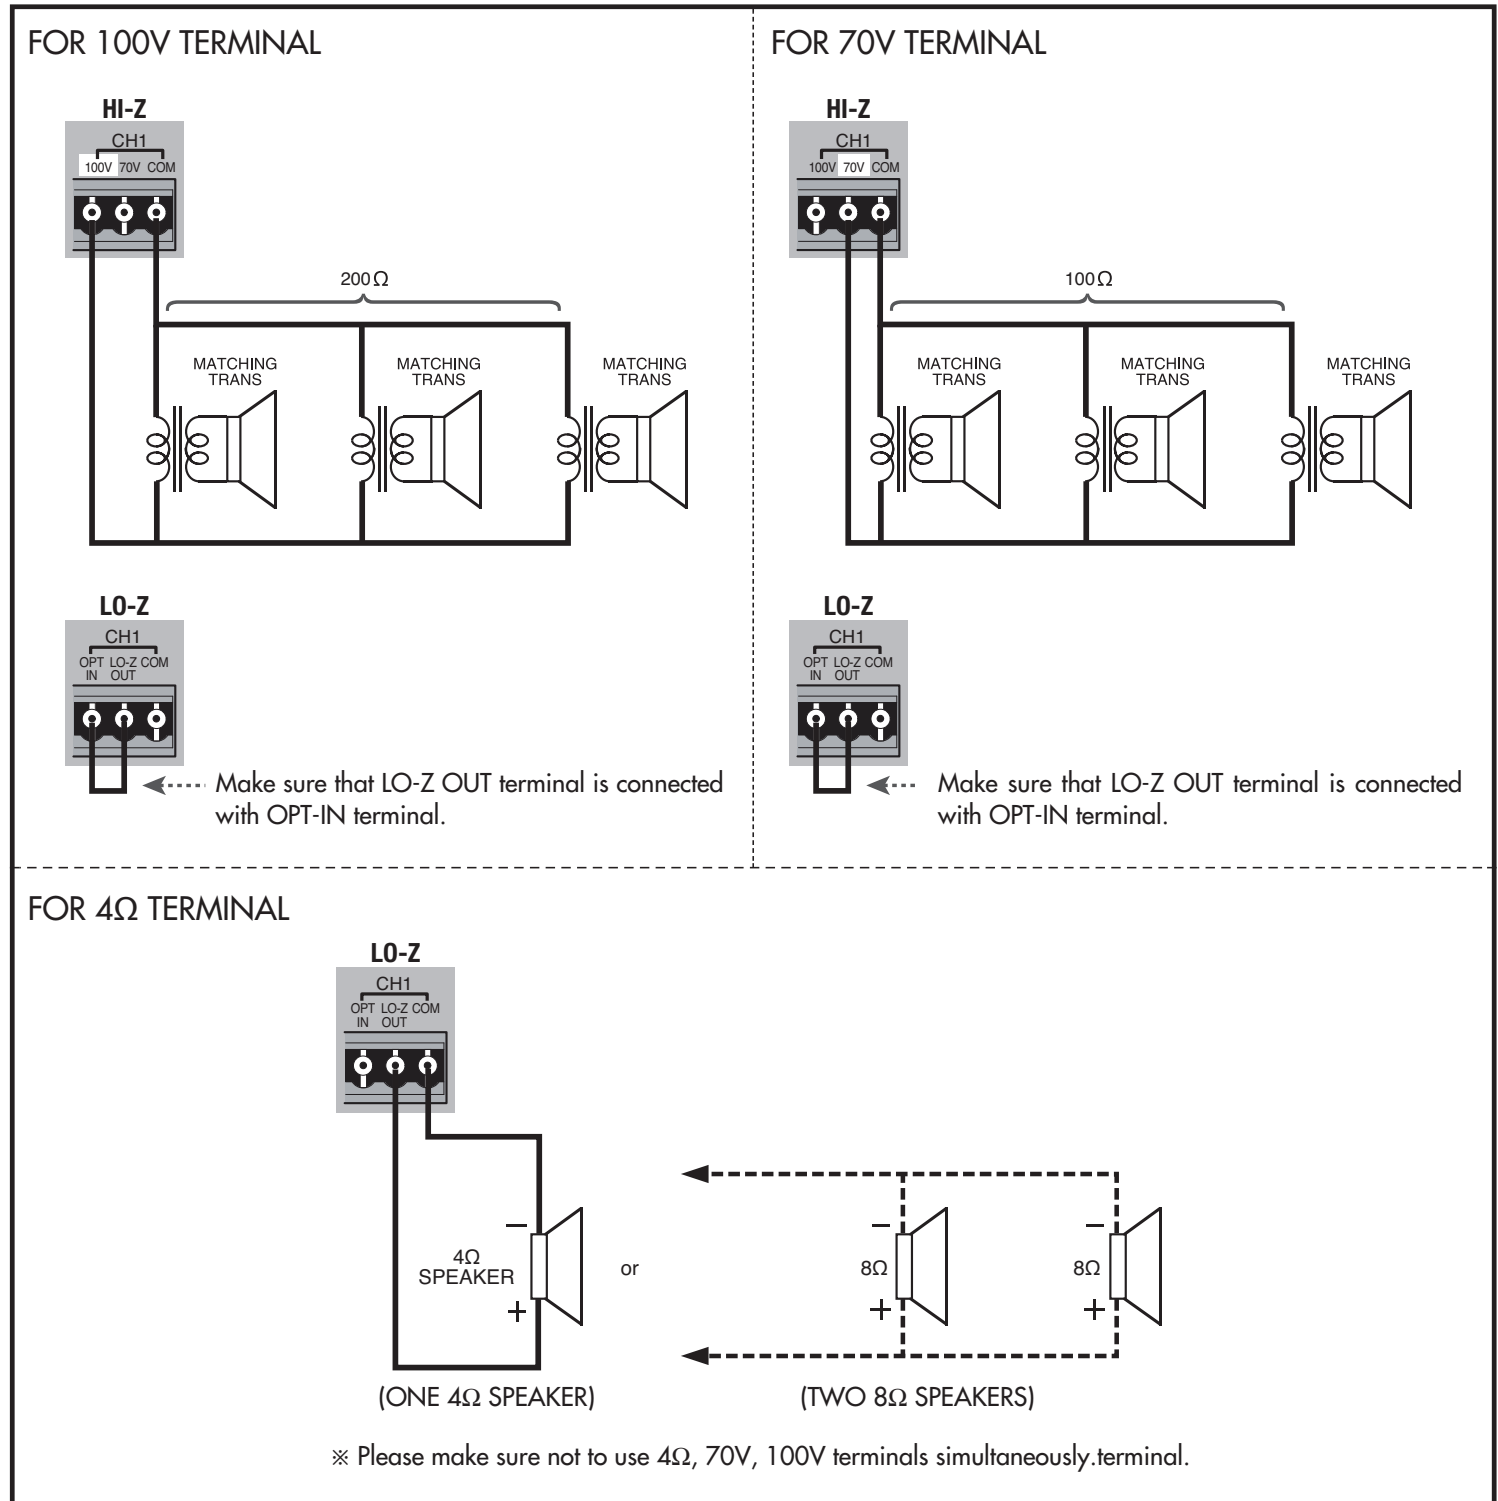 FOR 100V TERMINAL
HI-Z
CH1
100V 70V COM
200Ω
MATCHING
TRANS
MATCHING
TRANS
MATCHING
TRANS
LO-Z
CH1
OPT LO-Z COM
IN OUT
Make sure that LO-Z OUT terminal is connected
with OPT-IN terminal.
FOR 70V TERMINAL
HI-Z
CH1
100V 70V COM
100Ω
MATCHING
TRANS
MATCHING
TRANS
MATCHING
TRANS
LO-Z
CH1
OPT LO-Z COM
IN OUT
Make sure that LO-Z OUT terminal is connected
with OPT-IN terminal.
FOR 4Ω TERMINAL
LO-Z
CH1
OPT LO-Z COM
IN OUT
−
4Ω
SPEAKER
+
or
−
8Ω
+
−
8Ω
+
(ONE 4Ω SPEAKER)
(TWO 8Ω SPEAKERS)
※ Please make sure not to use 4Ω, 70V, 100V terminals simultaneously.terminal.